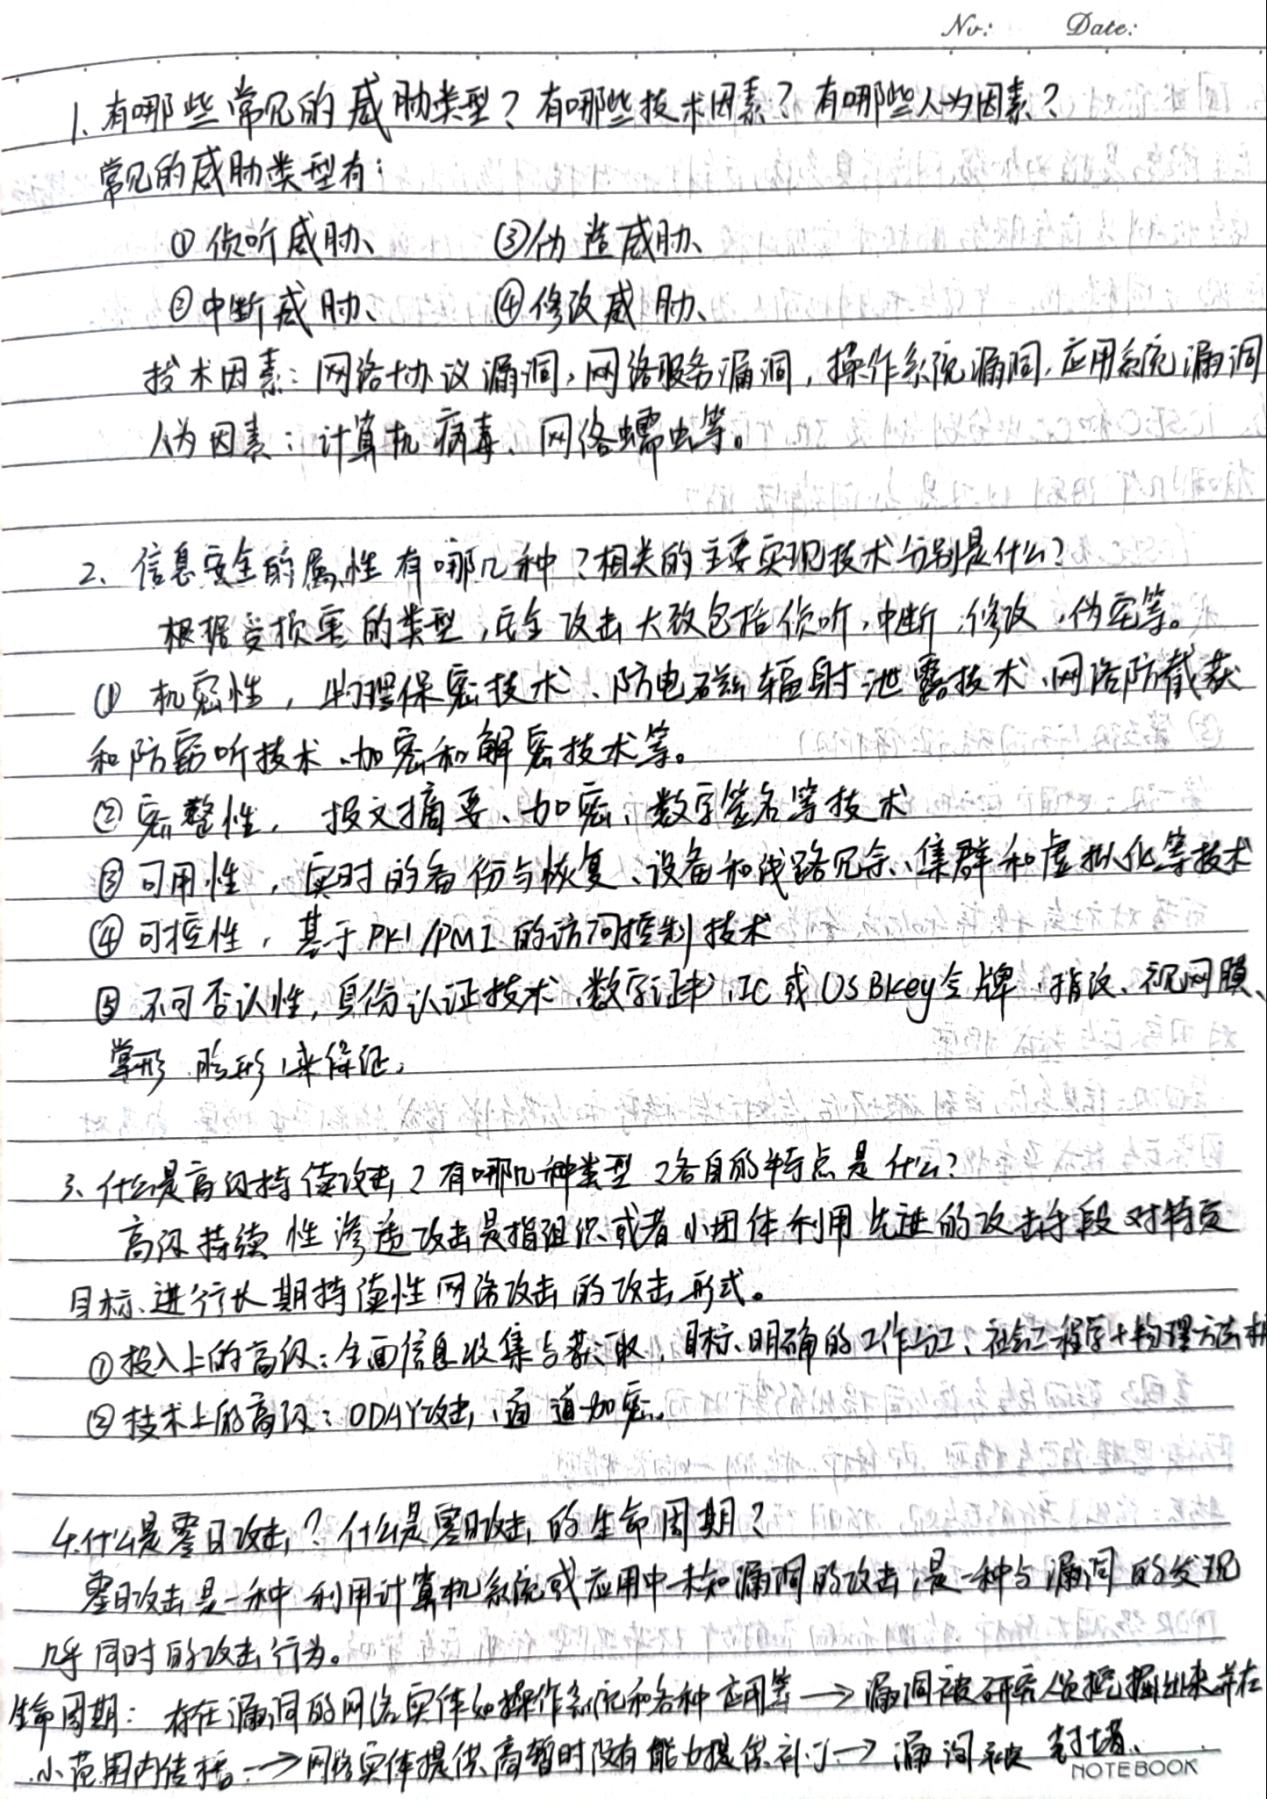 No: Date:
1. 有哪些常见的威胁类型？有哪些技术因素？有哪些人为因素？
常见的威胁类型有：
① 侦听威胁、 ③伪造威胁、
② 中断威胁、 ④修改威胁、
技术因素：网络协议漏洞，网络服务漏洞，操作系统漏洞，应用系统漏洞
人为因素：计算机病毒、网络蠕虫等。
2、信息安全的属性有哪几种？相关的主要实现技术分别是什么？
根据受损害的类型，安全攻击大致包括侦听，中断，修改，伪造等。
① 机密性，物理保密技术、防电磁辐射泄露技术、网络防截获
和防窃听技术、加密和解密技术等。
② 完整性，报文摘要、加密、数字签名等技术
③ 可用性，实时的备份与恢复、设备和线路冗余、集群和虚拟化等技术
④ 可控性，基于PKI/PMI的访问控制技术
⑤ 不可否认性，身份认证技术、数字证书、IC或USBkey令牌、指纹、视网膜、
掌形 脸形 来保证。
3、什么是高级持续攻击？有哪几种类型？各自的特点是什么？
高级持续性渗透攻击是指组织或者小团体利用先进的攻击手段对特定
目标进行长期持续性网络攻击的攻击形式。
① 投入上的高级：全面信息收集与获取，目标明确的工作分工、社会工程学+物理方法
② 技术上的高级：0DAY攻击、通道加密。
4.什么是零日攻击？什么是零日攻击的生命周期？
零日攻击是一种利用计算机系统或应用中未知漏洞的攻击，是一种与漏洞的发现
几乎同时的攻击行为。
生命周期：存在漏洞的网络实体如操作系统和各种应用等→漏洞被研究人员挖掘出来并在
小范围内传播→网络实体提供商暂时没有能力提供补丁→漏洞被封堵、
NOTEBOOK